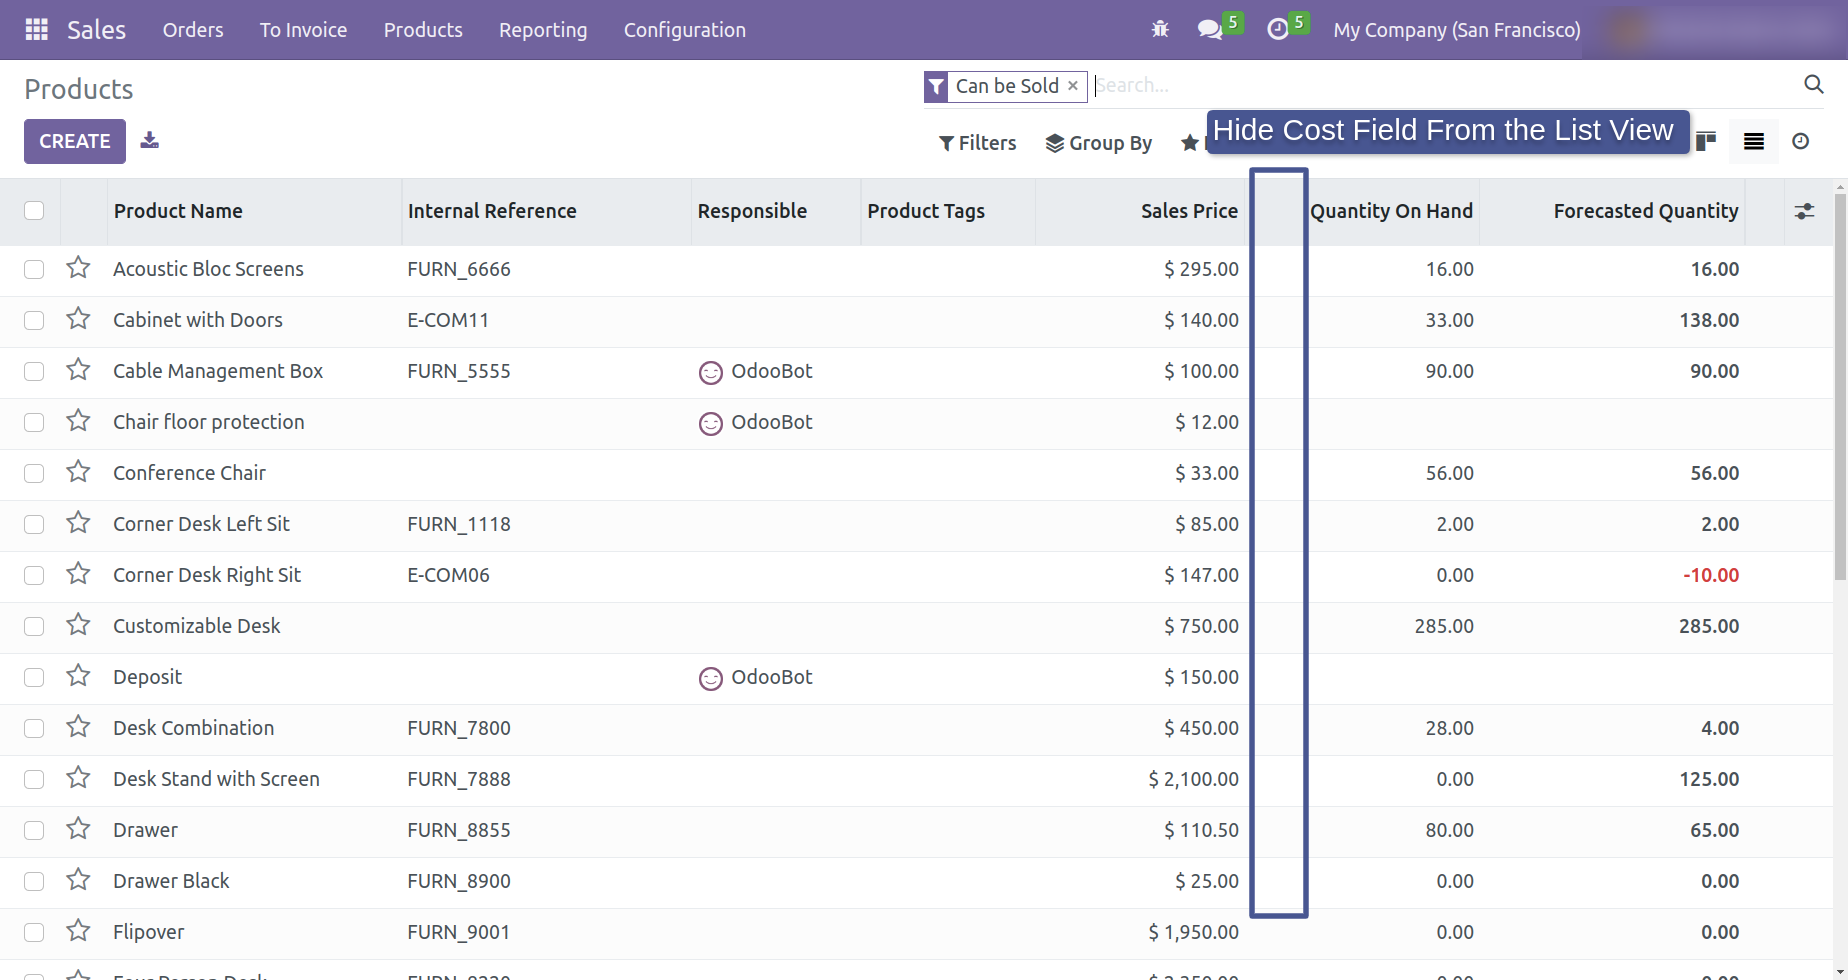 Sales Orders To Invoice Products Reporting Configuration 5 5 My Company (San Francisco)
Products
Can be Sold × Search...
CREATE
Filters Group By
Hide Cost Field From the List View
Product Name Internal Reference Responsible Product Tags Sales Price Quantity On Hand Forecasted Quantity
Acoustic Bloc Screens FURN_6666 $ 295.00 16.00 16.00
Cabinet with Doors E-COM11 $ 140.00 33.00 138.00
Cable Management Box FURN_5555 OdooBot $ 100.00 90.00 90.00
Chair floor protection OdooBot $ 12.00
Conference Chair $ 33.00 56.00 56.00
Corner Desk Left Sit FURN_1118 $ 85.00 2.00 2.00
Corner Desk Right Sit E-COM06 $ 147.00 0.00 -10.00
Customizable Desk $ 750.00 285.00 285.00
Deposit OdooBot $ 150.00
Desk Combination FURN_7800 $ 450.00 28.00 4.00
Desk Stand with Screen FURN_7888 $ 2,100.00 0.00 125.00
Drawer FURN_8855 $ 110.50 80.00 65.00
Drawer Black FURN_8900 $ 25.00 0.00 0.00
Flipover FURN_9001 $ 1,950.00 0.00 0.00